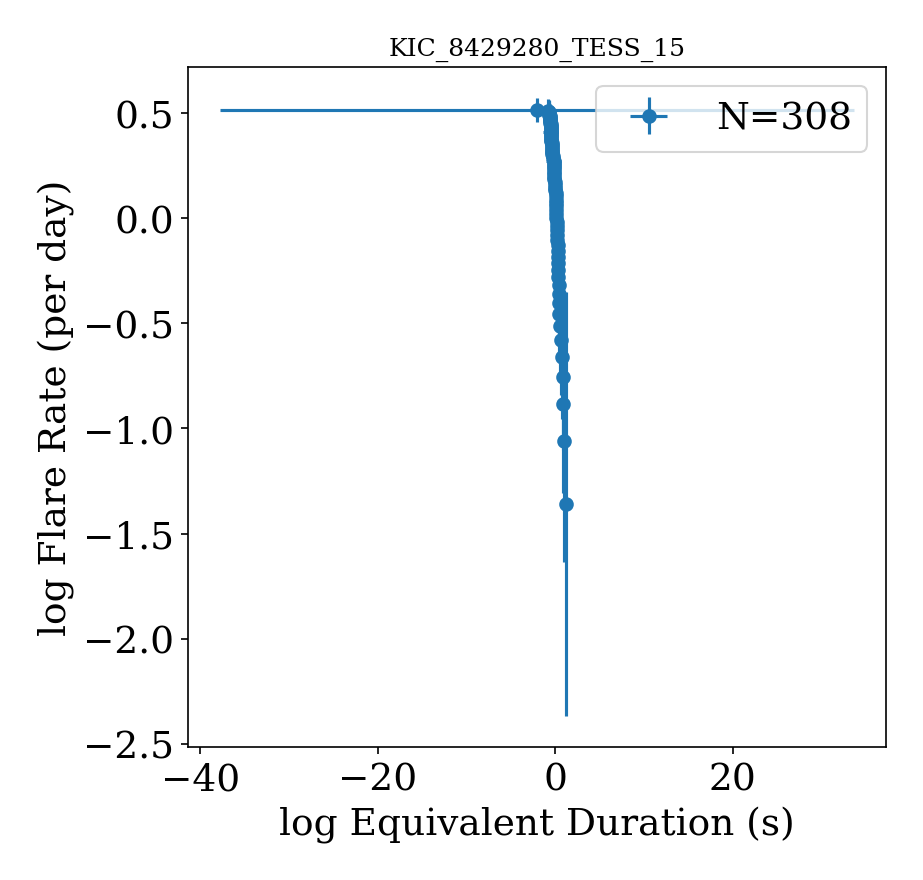 KIC_8429280_TESS_15
N=308
log Flare Rate (per day)
0.5
0.0
−0.5
−1.0
−1.5
−2.0
−2.5
−40
−20
0
20
log Equivalent Duration (s)